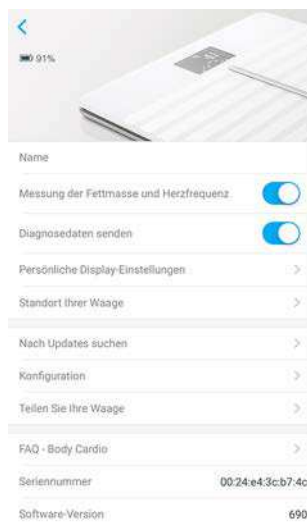 91%
Name
Messung der Fettmasse und Herzfrequenz
Diagnosedaten senden
Persönliche Display-Einstellungen
Standort Ihrer Waage
Nach Updates suchen
Konfiguration
Teilen Sie Ihre Waage
FAQ - Body Cardio
Seriennummer 00:24:e4:3c:b7:4c
Software-Version 690